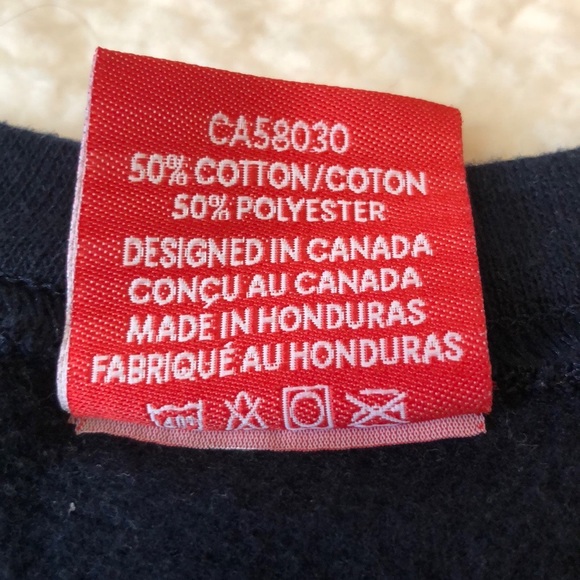 CA58030
50% COTTON/COTON
50% POLYESTER
DESIGNED IN CANADA
CONÇU AU CANADA
MADE IN HONDURAS
FABRIQUÉ AU HONDURAS